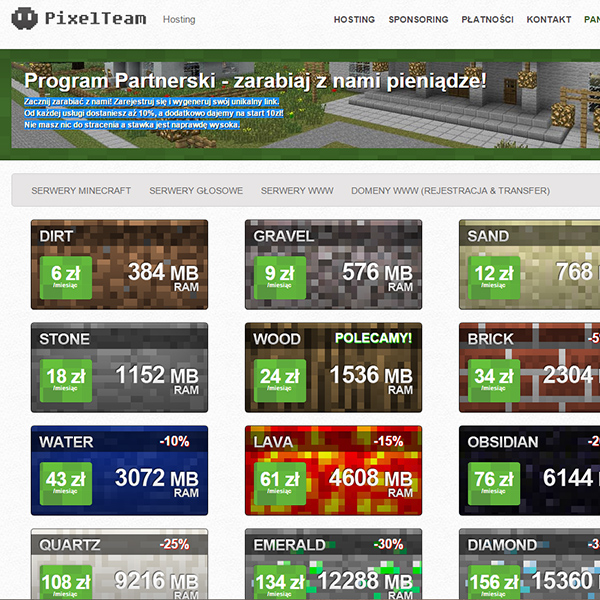 PixelTeam Hosting
HOSTING SPONSORING PŁATNOŚCI KONTAKT PAN
Program Partnerski - zarabiaj z nami pieniądze!
Zacznij zarabiać z nami! Zarejestruj się i wygeneruj swój unikalny link.
Od każdej usługi dostaniesz aż 10%, a dodatkowo dajemy na start 10zł!
Nie masz nic do stracenia a stawka jest naprawdę wysoka.
SERWERY MINECRAFT SERWERY GŁOSOWE SERWERY WWW DOMENY WWW (REJESTRACJA & TRANSFER)
DIRT
6 zł
/miesiąc
384 MB
RAM
GRAVEL
9 zł
/miesiąc
576 MB
RAM
SAND
12 zł
/miesiąc
768
STONE
18 zł
/miesiąc
1152 MB
RAM
WOOD POLECAMY!
24 zł
/miesiąc
1536 MB
RAM
BRICK -5
34 zł
/miesiąc
2304
WATER -10%
43 zł
/miesiąc
3072 MB
RAM
LAVA -15%
61 zł
/miesiąc
4608 MB
RAM
OBSIDIAN -2
76 zł
/miesiąc
6144
QUARTZ -25%
108 zł
/miesiąc
9216 MB
RAM
EMERALD -30%
134 zł
/miesiąc
12288 MB
RAM
DIAMOND -3
156 zł
/miesiąc
15360